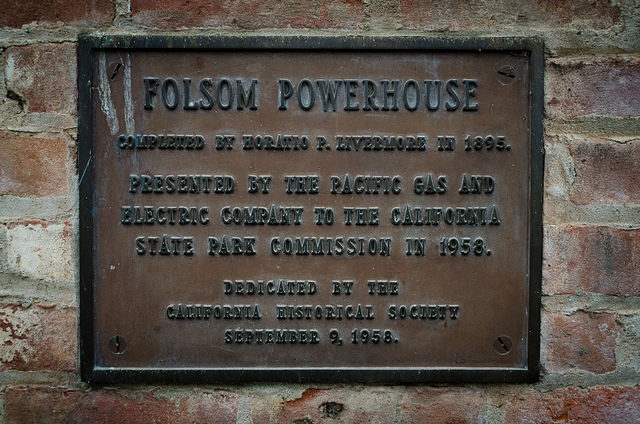 FOLSOM POWERHOUSE
COMPLETED BY HORATIO P. LIVERMORE IN 1895.
PRESENTED BY THE PACIFIC GAS AND
ELECTRIC COMPANY TO THE CALIFORNIA
STATE PARK COMMISSION IN 1958.
DEDICATED BY THE
CALIFORNIA HISTORICAL SOCIETY
SEPTEMBER 9, 1958.